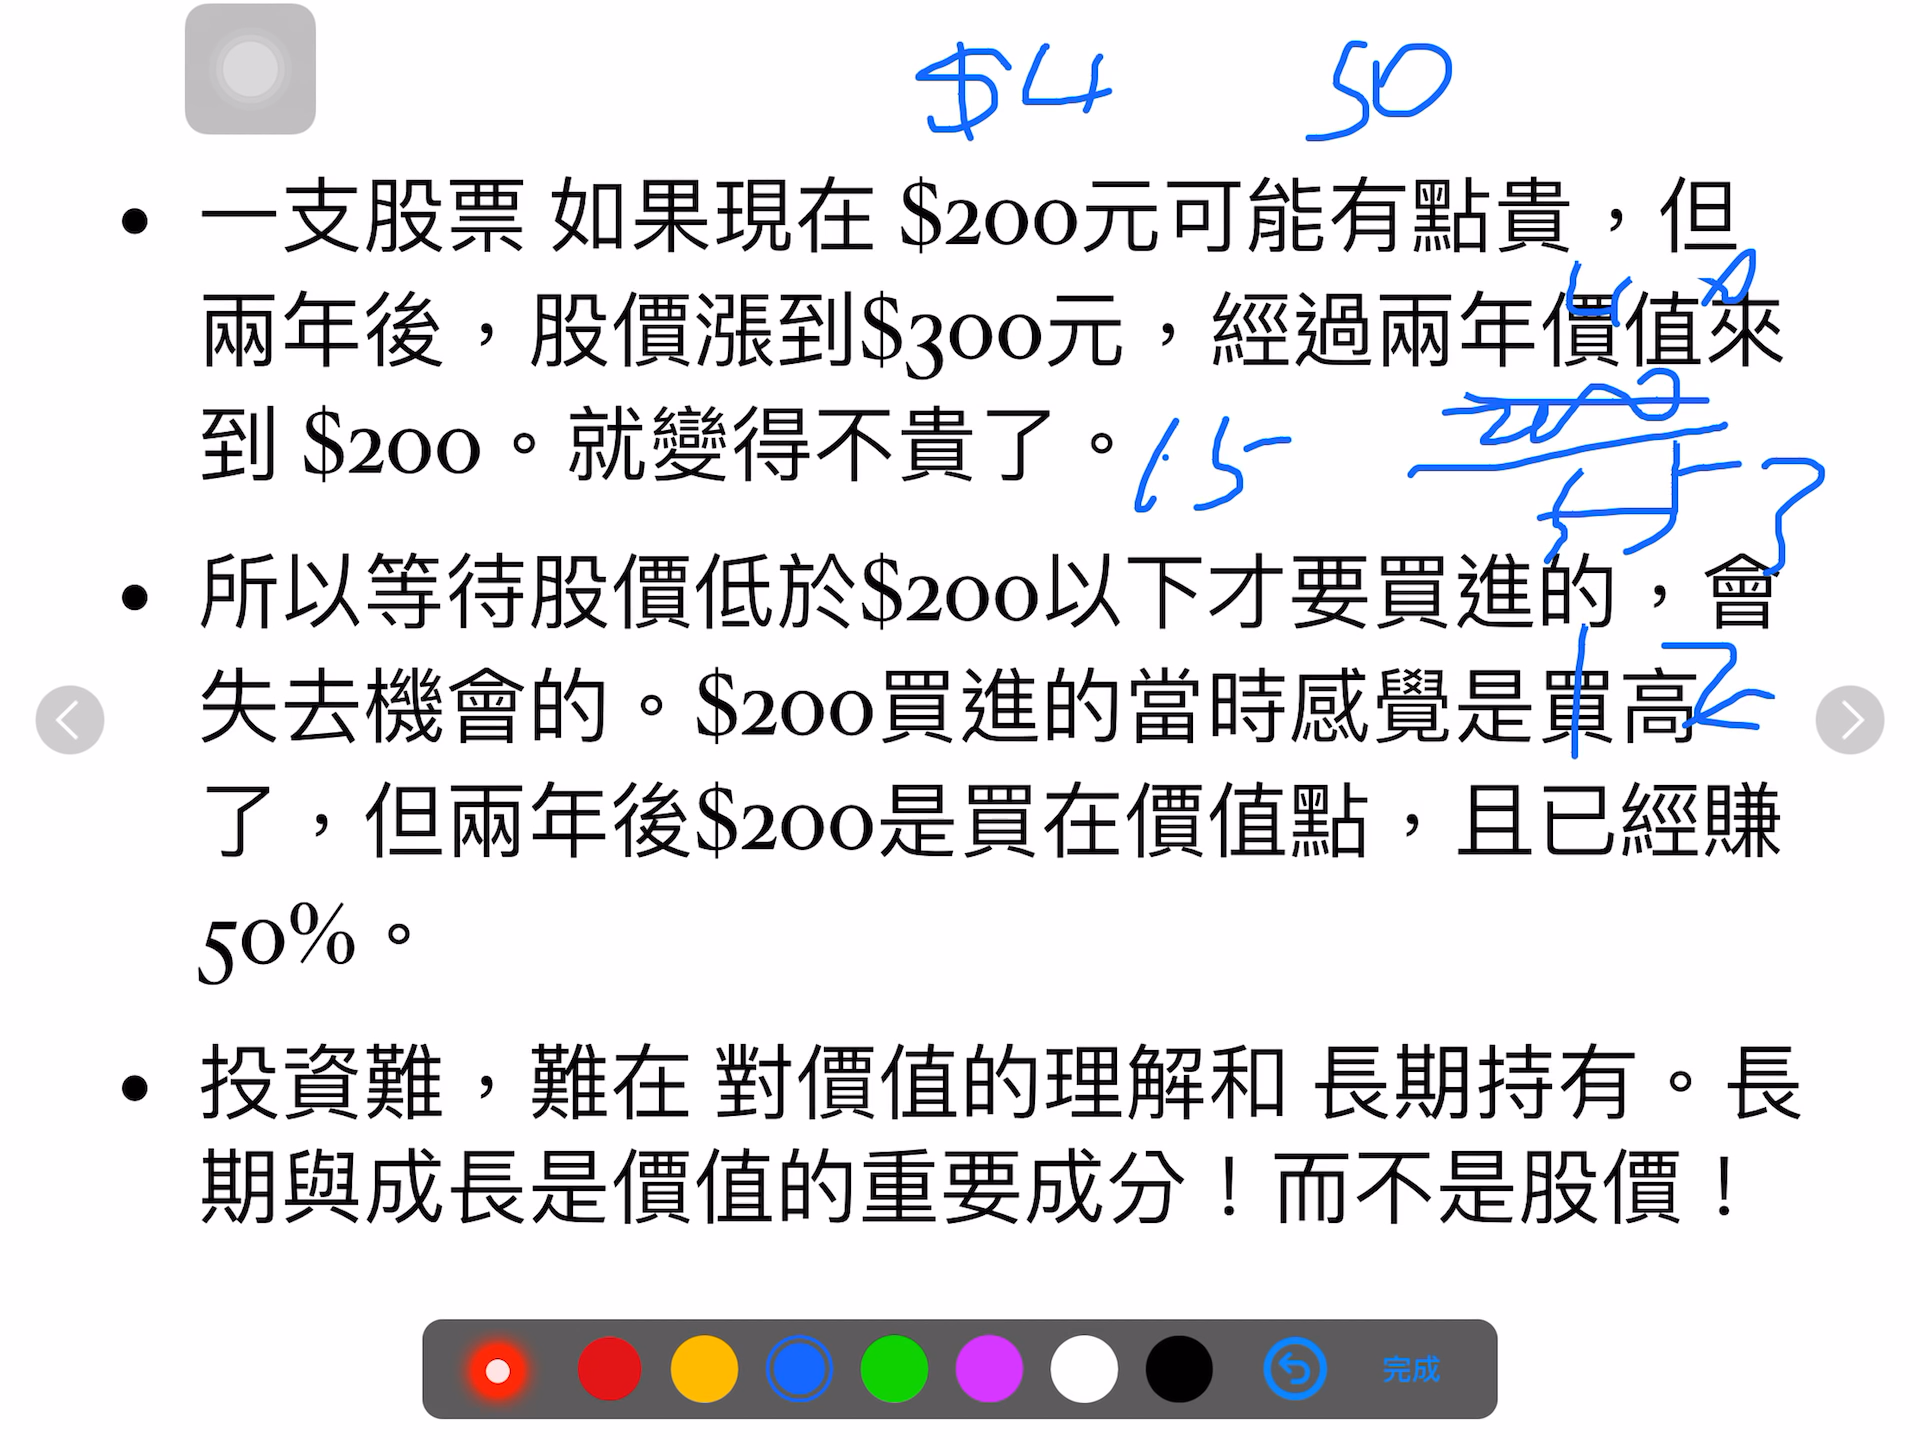 $4 50
一支股票 如果現在 $200元可能有點貴，但
兩年後，股價漲到$300元，經過兩年價值來
到 $200。就變得不貴了。
15
所以等待股價低於$200以下才要買進的，會
失去機會的。$200買進的當時感覺是買高
了，但兩年後$200是買在價值點，且已經賺
50%。
投資難，難在 對價值的理解和 長期持有。長
期與成長是價值的重要成分！而不是股價！
完成